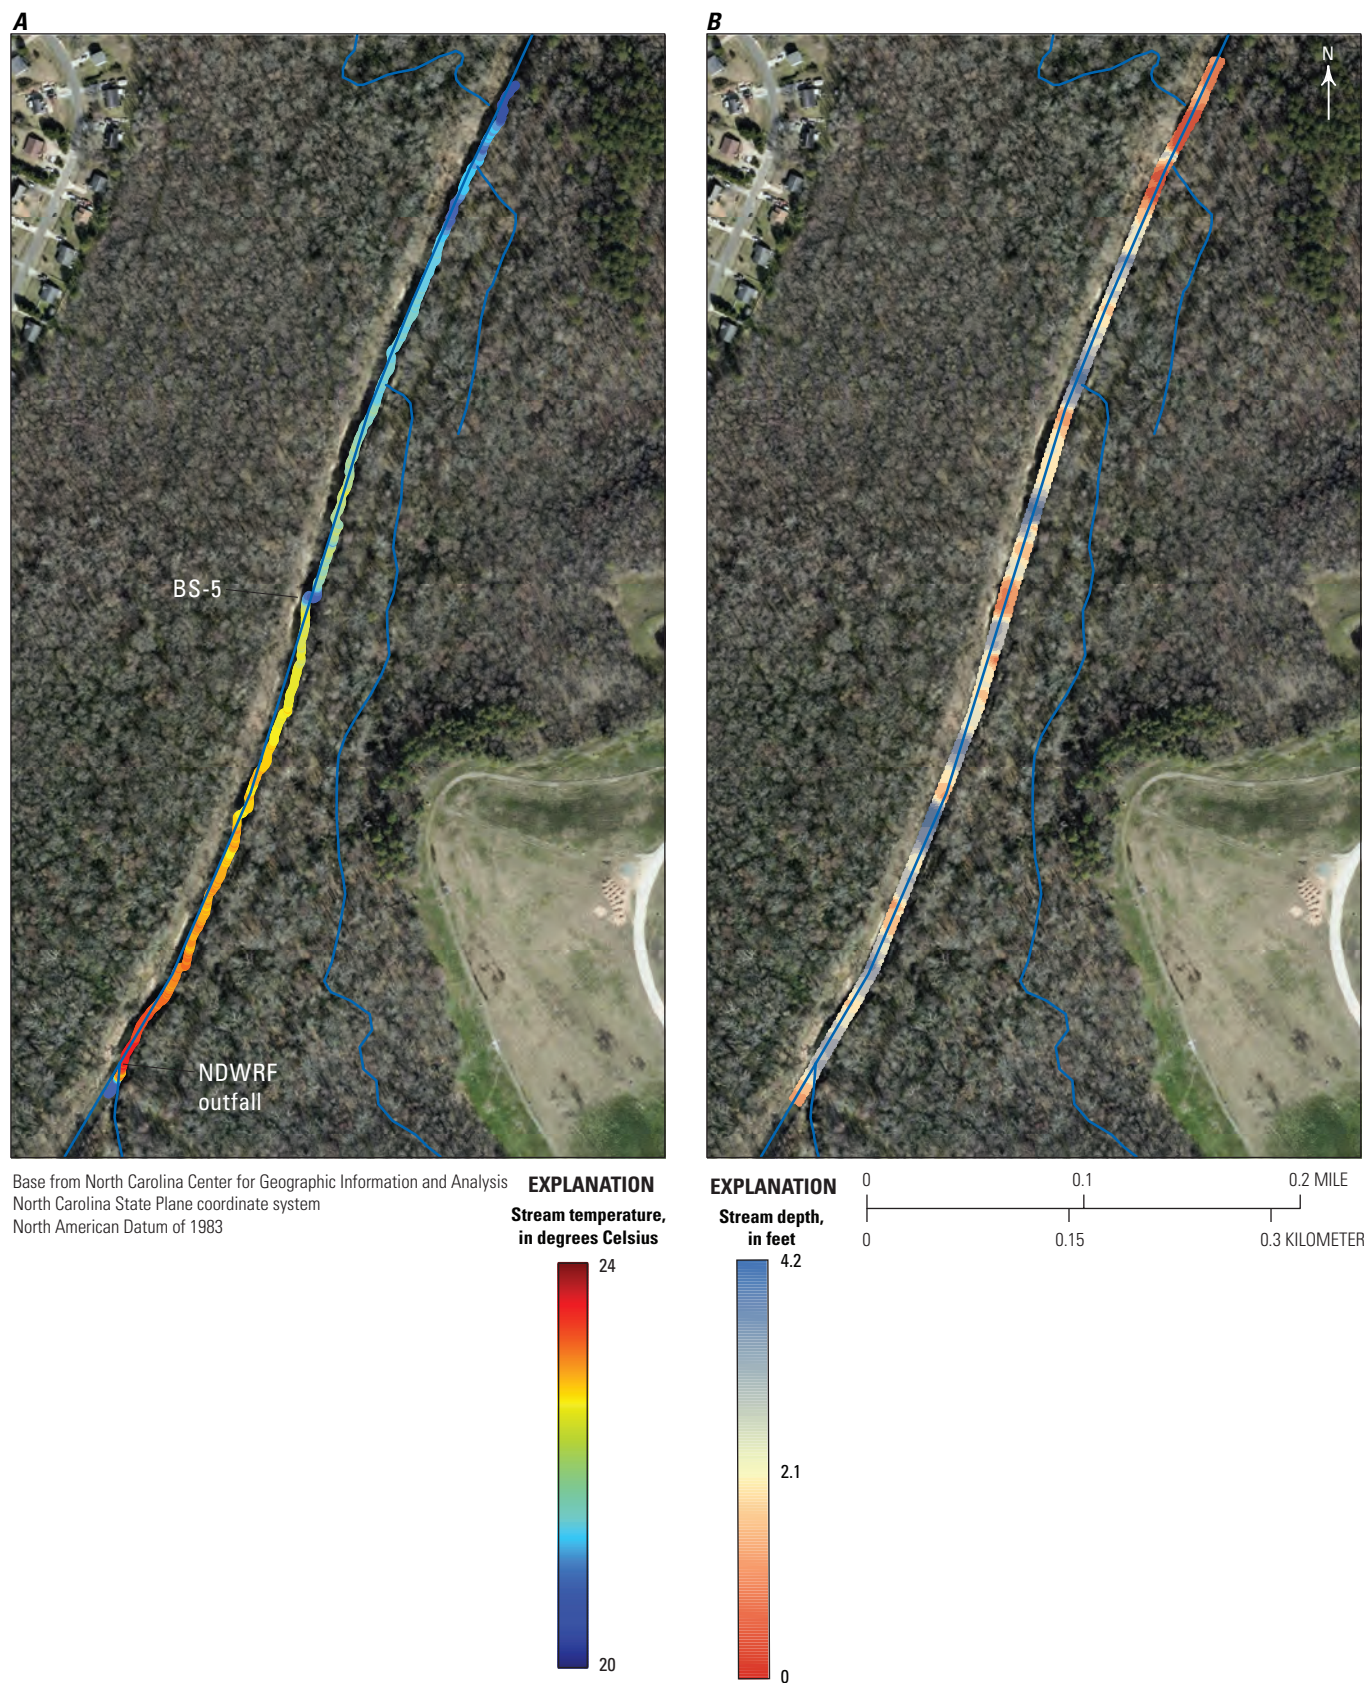 A
B
N
BS-5
NDWRF
outfall
Base from North Carolina Center for Geographic Information and Analysis
North Carolina State Plane coordinate system
North American Datum of 1983
EXPLANATION
Stream temperature,
in degrees Celsius
24
20
EXPLANATION
Stream depth,
in feet
4.2
2.1
0
0 0.1 0.2 MILE
0 0.15 0.3 KILOMETER